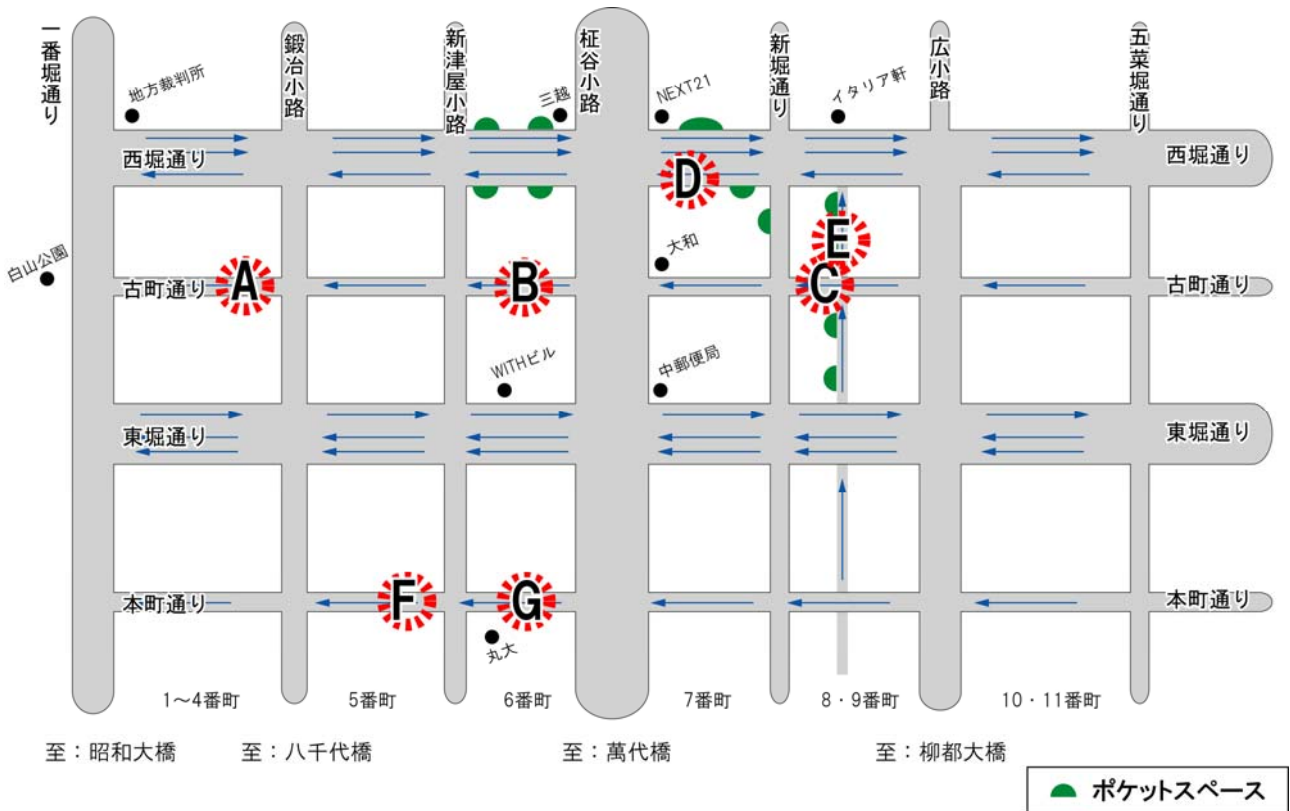 一番堀通り
鍛冶小路
新津屋小路
柾谷小路
新堀通り
広小路
五菜堀通り
地方裁判所
三越
NEXT21
イタリア軒
西堀通り
西堀通り
D
大和
E
白山公園
古町通り
A
B
C
古町通り
WITHビル
中郵便局
東堀通り
東堀通り
本町通り
F
G
本町通り
丸大
1〜4番町
5番町
6番町
7番町
8・9番町
10・11番町
至:昭和大橋
至:八千代橋
至:萬代橋
至:柳都大橋
ポケットスペース